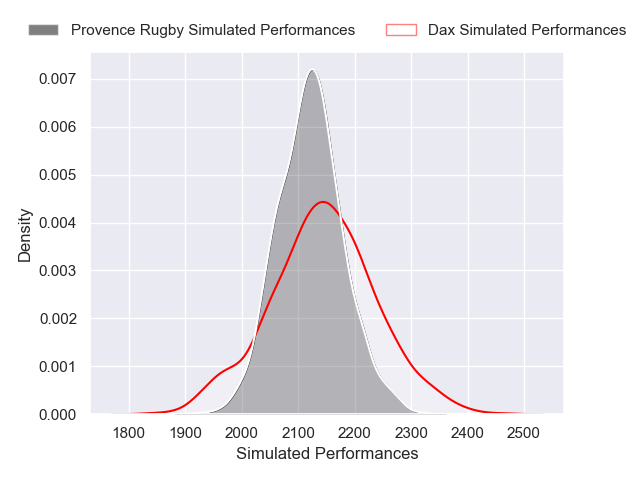 Provence Rugby Simulated Performances Dax Simulated Performances
0.007
0.006
0.005
0.004
0.003
0.002
0.001
0.000
Density
1800 1900 2000 2100 2200 2300 2400 2500
Simulated Performances